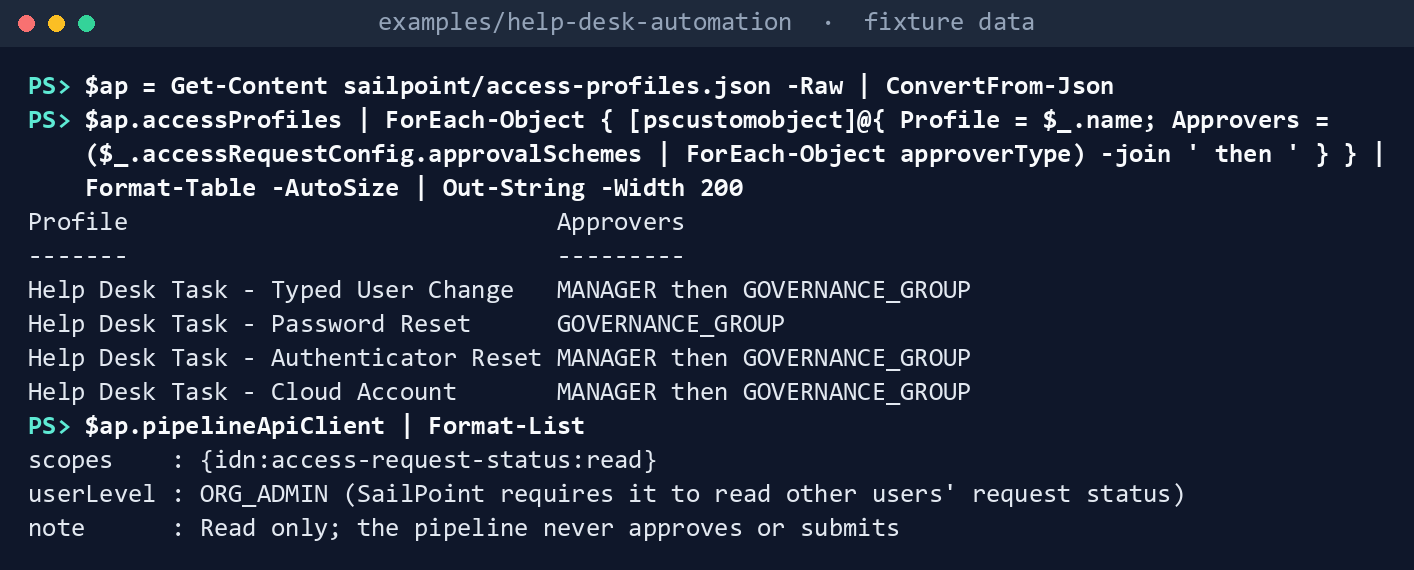 examples/help-desk-automation · fixture data
PS> $ap = Get-Content sailpoint/access-profiles.json -Raw | ConvertFrom-Json
PS> $ap.accessProfiles | ForEach-Object { [pscustomobject]@{ Profile = $_.name; Approvers =
($_.accessRequestConfig.approvalSchemes | ForEach-Object approverType) -join ' then ' } } |
Format-Table -AutoSize | Out-String -Width 200
Profile Approvers
------- ---------
Help Desk Task - Typed User Change MANAGER then GOVERNANCE_GROUP
Help Desk Task - Password Reset GOVERNANCE_GROUP
Help Desk Task - Authenticator Reset MANAGER then GOVERNANCE_GROUP
Help Desk Task - Cloud Account MANAGER then GOVERNANCE_GROUP
PS> $ap.pipelineApiClient | Format-List
scopes : {idn:access-request-status:read}
userLevel : ORG_ADMIN (SailPoint requires it to read other users' request status)
note : Read only; the pipeline never approves or submits